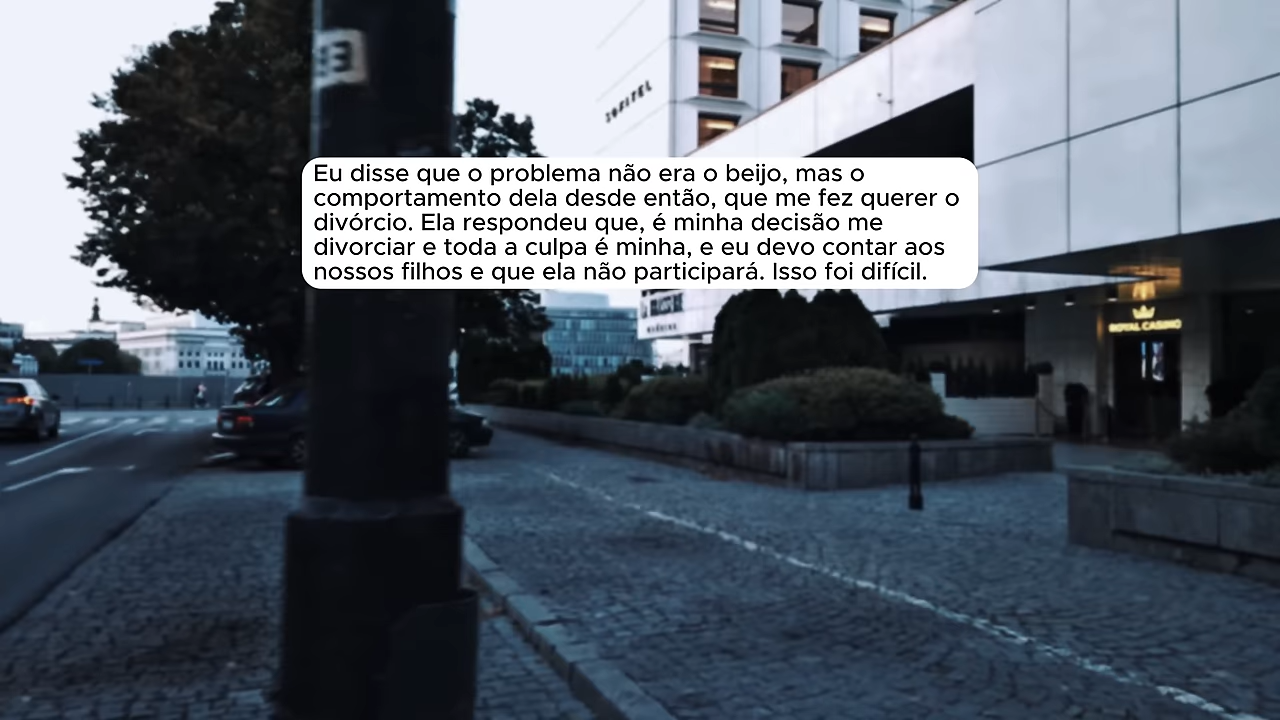 SOFITEL
Eu disse que o problema não era o beijo, mas o
comportamento dela desde então, que me fez querer o
divórcio. Ela respondeu que, é minha decisão me
divorciar e toda a culpa é minha, e eu devo contar aos
nossos filhos e que ela não participará. Isso foi difícil.
ROYAL CASINO